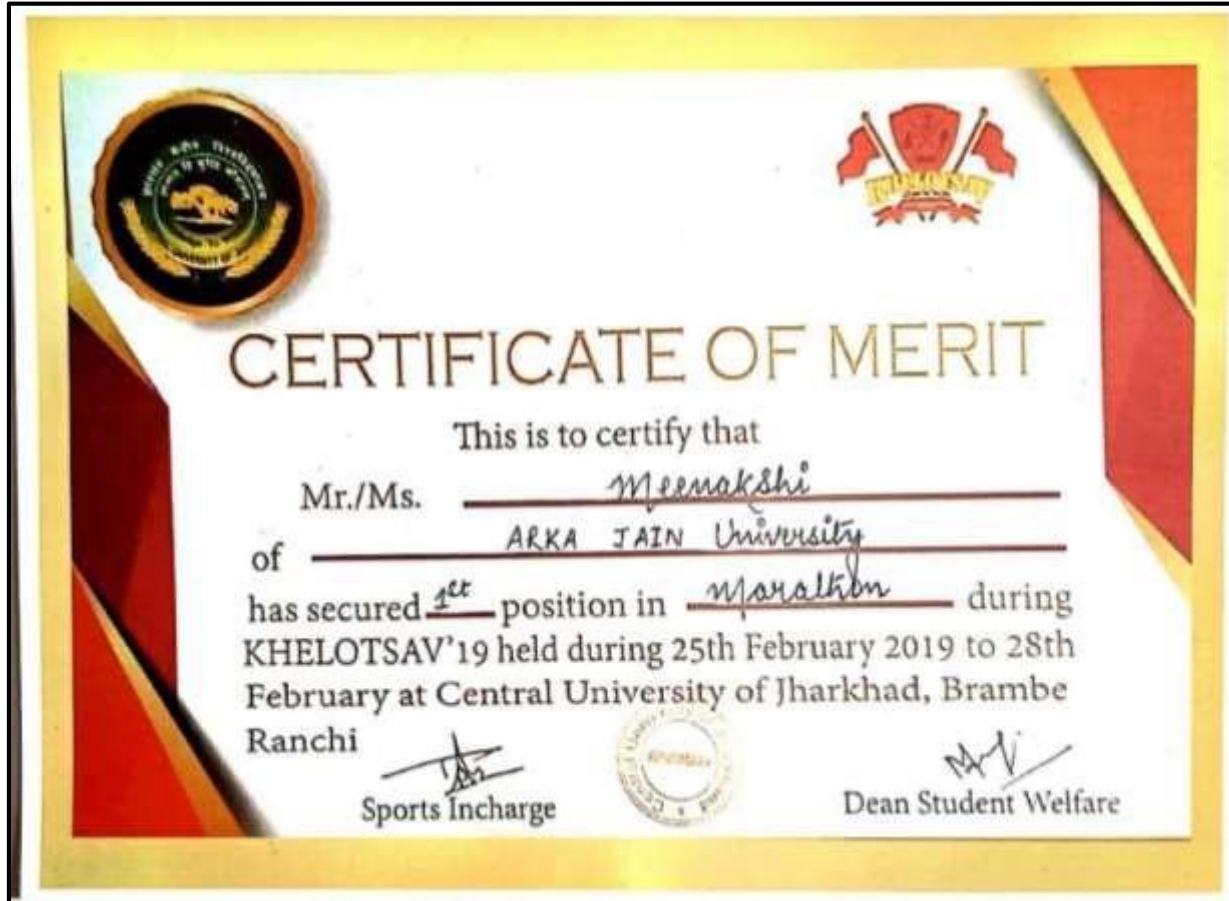 KHELOTSAV
CERTIFICATE OF MERIT
This is to certify that
Mr./Ms. Meenakshi
of ARKA JAIN University
has secured 1st position in Marathon during
KHELOTSAV'19 held during 25th February 2019 to 28th
February at Central University of Jharkhad, Brambe
Ranchi
Sports Incharge
Dean Student Welfare